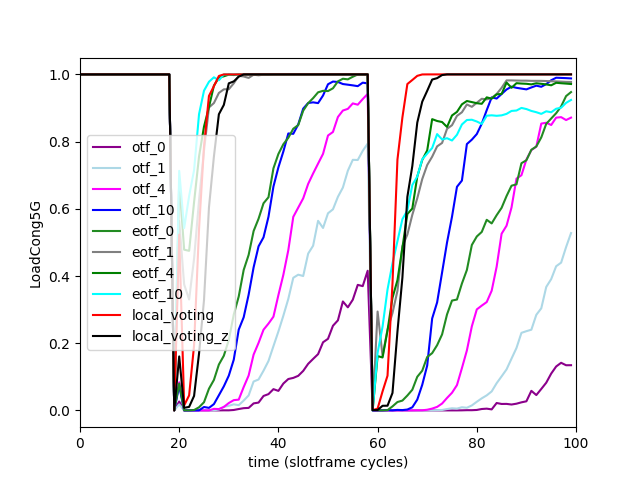 1.0
0.8
0.6
0.4
0.2
0.0
LoadCong5G
otf_0
otf_1
otf_4
otf_10
eotf_0
eotf_1
eotf_4
eotf_10
local_voting
local_voting_z
0 20 40 60 80 100
time (slotframe cycles)